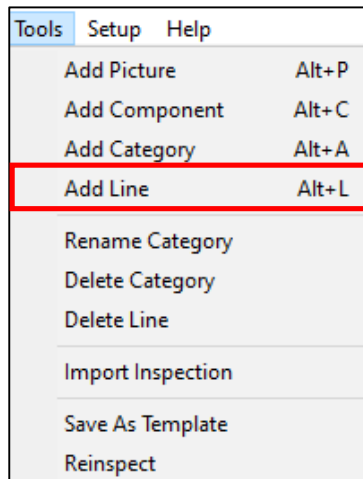 Tools Setup Help
Add Picture Alt+P
Add Component Alt+C
Add Category Alt+A
Add Line Alt+L
Rename Category
Delete Category
Delete Line
Import Inspection
Save As Template
Reinspect